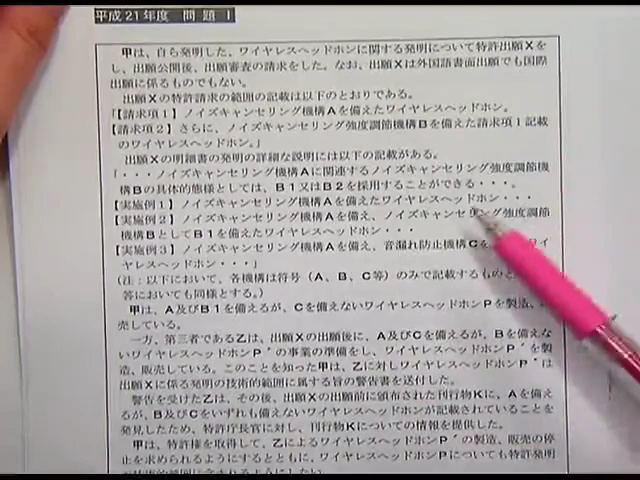 平成21年度 問題Ⅰ
甲は、自ら発明した、ワイヤレスヘッドホンに関する発明について特許出願Xを
し、出願公開後、出願審査の請求をした。なお、出願Xは外国語書面出願でも国際
出願に係るものでもない。
出願Xの特許請求の範囲の記載は以下のとおりである。
「【請求項1】ノイズキャンセリング機構Aを備えたワイヤレスヘッドホン。
【請求項2】さらに、ノイズキャンセリング強度調節機構Bを備えた請求項1記載
のワイヤレスヘッドホン。」
出願Xの明細書の発明の詳細な説明には以下の記載がある。
「・・・ノイズキャンセリング機構Aに関連するノイズキャンセリング強度調節機
構Bの具体的態様としては、B1又はB2を採用することができる・・・。
【実施例1】ノイズキャンセリング機構Aを備えたワイヤレスヘッドホン・・・
【実施例2】ノイズキャンセリング機構Aを備え、ノイズキャンセリング強度調節
機構BとしてB1を備えたワイヤレスヘッドホン・・・
【実施例3】ノイズキャンセリング機構Aを備え、音漏れ防止機構Cを ワイ
ヤレスヘッドホン・・・」
(注:以下において、各機構は符号(A、B、C等)のみで記載するものと
答においても同様とする。)
甲は、A及びB1を備えるが、Cを備えないワイヤレスヘッドホンPを製造、
売している。
一方、第三者である乙は、出願Xの出願後に、A及びCを備えるが、Bを備えな
いワイヤレスヘッドホンP'の事業の準備をし、ワイヤレスヘッドホンP'を製
造、販売している。このことを知った甲は、乙に対しワイヤレスヘッドホンP'は
出願Xに係る発明の技術的範囲に属する旨の警告書を送付した。
警告を受けた乙は、その後、出願Xの出願前に頒布された刊行物Kに、Aを備え
るが、B及びCをいずれも備えないワイヤレスヘッドホンが記載されていることを
発見したため、特許庁長官に対し、刊行物Kについての情報を提供した。
甲は、特許権を取得して、乙によるワイヤレスヘッドホンP'の製造、販売の停
止を求められるようにするとともに、ワイヤレスヘッドホンPについても特許発明
の技術的範囲に含まれるようにしたい